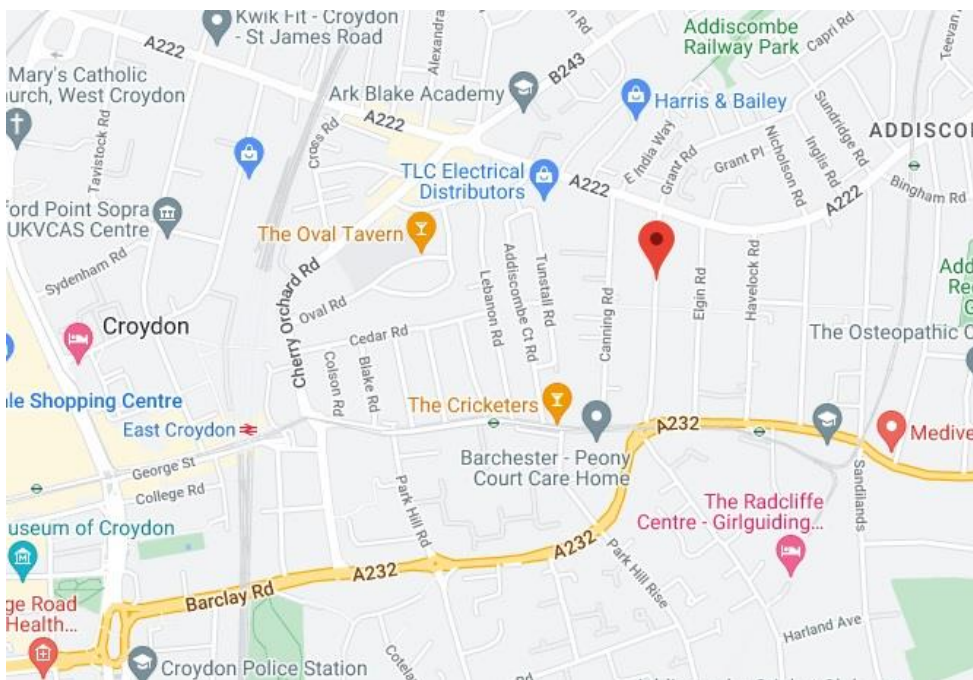 Kwik Fit - Croydon
- St James Road
A222
Alexandra
Addiscombe
Railway Park
Capri Rd
Teevan
Mary's Catholic
urch, West Croydon
Ark Blake Academy
B243
Harris & Bailey
Sundridge Rd
Tavistock Rd
Cross Rd
A222
E India Way
Grant Rd
Grant Pl
Nicholson Rd
Inglis Rd
ADDISCO
TLC Electrical
Distributors
A222
A222
Bingham Rd
ford Point Sopra
UKVCAS Centre
The Oval Tavern
Sydenham Rd
Cherry Orchard Rd
Oval Rd
Lebanon Rd
Addiscombe Ct Rd
Tunstall Rd
Canning Rd
Elgin Rd
Havelock Rd
Add
Re
Croydon
Cedar Rd
Colson Rd
Blake Rd
The Osteopathic C
le Shopping Centre
The Cricketers
East Croydon
A232
Medive
George St
College Rd
Barchester - Peony
Court Care Home
Park Hill Rd
Sandilands
useum of Croydon
The Radcliffe
Centre - Girlguiding...
A232
A232
Barclay Rd
Park Hill Rise
ge Road
Health...
Harland Ave
Croydon Police Station
Cotela
Rd